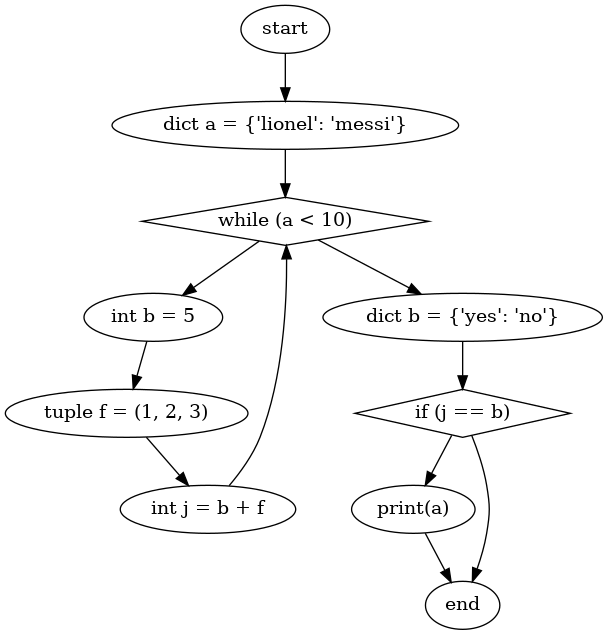 start
dict a = {'lionel': 'messi'}
while (a < 10)
int b = 5
dict b = {'yes': 'no'}
tuple f = (1, 2, 3)
if (j == b)
int j = b + f
print(a)
end